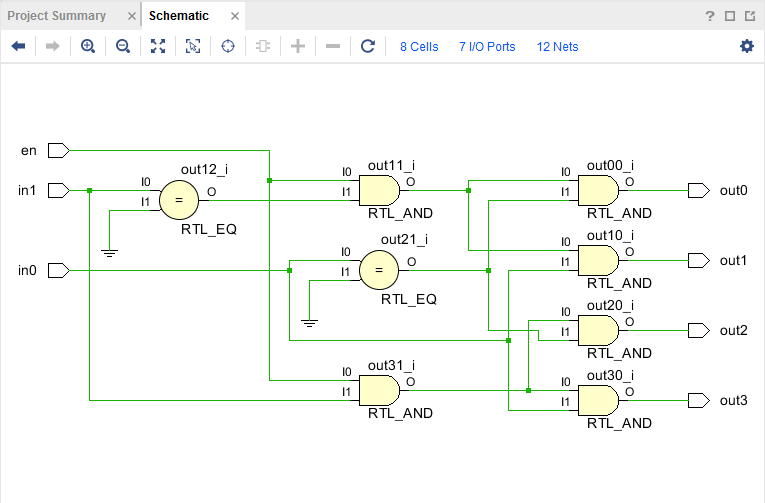 Project Summary × Schematic × ?
8 Cells 7 I/O Ports 12 Nets
en
in1
in0
out12_i
I0
I1
=
O
RTL_EQ
out11_i
I0
I1
O
RTL_AND
out21_i
I0
I1
=
O
RTL_EQ
out31_i
I0
I1
O
RTL_AND
out00_i
I0
I1
O
RTL_AND
out0
out10_i
I0
I1
O
RTL_AND
out1
out20_i
I0
I1
O
RTL_AND
out2
out30_i
I0
I1
O
RTL_AND
out3